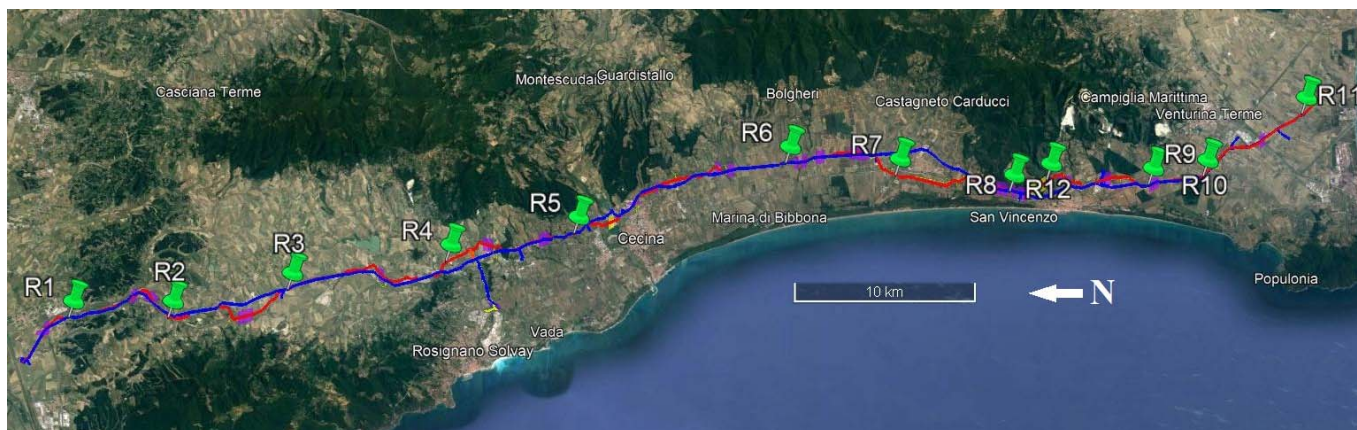 Casciana Terme
Montescudai
Guardistallo
Bolgheri
Castagneto Carducci
Campiglia Marittima
Venturina Terme
R11
R6
R7
R9
R8
R12
R10
R5
R4
R3
R2
R1
Cecina
Marina di Bibbona
San Vincenzo
Populonia
10 km
N
Vada
Rosignano Solvay